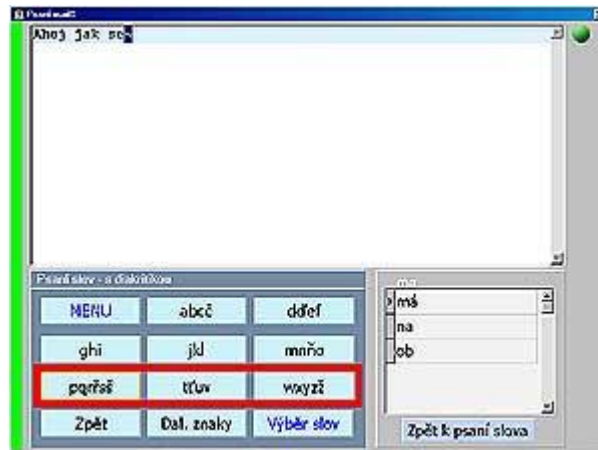 Ahoj jak se
Psaní slov - s diakritikou
MENU abcč dďef
ghi jkl mnňo
pqrřsš tťuv wxyzž
Zpět Dal. znaky Výběr slov
má
na
ob
Zpět k psaní slova